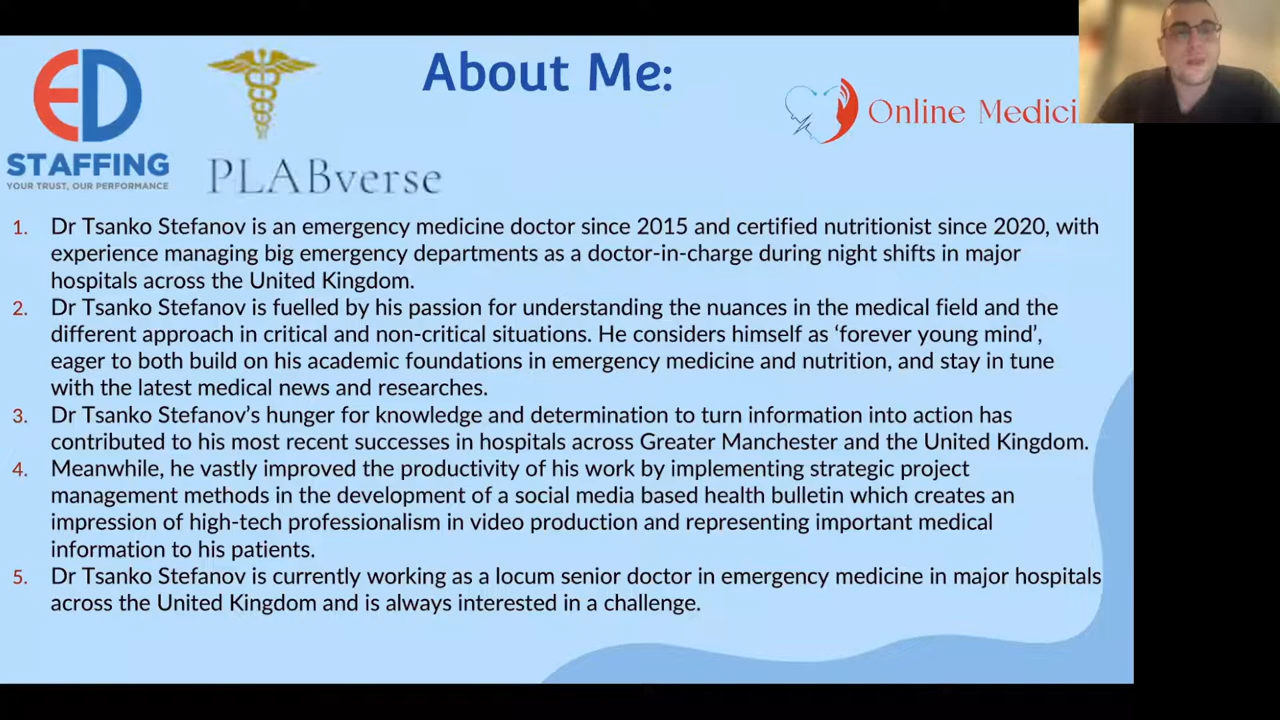 About Me:
ED
STAFFING
YOUR TRUST, OUR PERFORMANCE
PLABverse
Online Medici
1. Dr Tsanko Stefanov is an emergency medicine doctor since 2015 and certified nutritionist since 2020, with
experience managing big emergency departments as a doctor-in-charge during night shifts in major
hospitals across the United Kingdom.
2. Dr Tsanko Stefanov is fuelled by his passion for understanding the nuances in the medical field and the
different approach in critical and non-critical situations. He considers himself as ‘forever young mind’,
eager to both build on his academic foundations in emergency medicine and nutrition, and stay in tune
with the latest medical news and researches.
3. Dr Tsanko Stefanov’s hunger for knowledge and determination to turn information into action has
contributed to his most recent successes in hospitals across Greater Manchester and the United Kingdom.
4. Meanwhile, he vastly improved the productivity of his work by implementing strategic project
management methods in the development of a social media based health bulletin which creates an
impression of high-tech professionalism in video production and representing important medical
information to his patients.
5. Dr Tsanko Stefanov is currently working as a locum senior doctor in emergency medicine in major hospitals
across the United Kingdom and is always interested in a challenge.